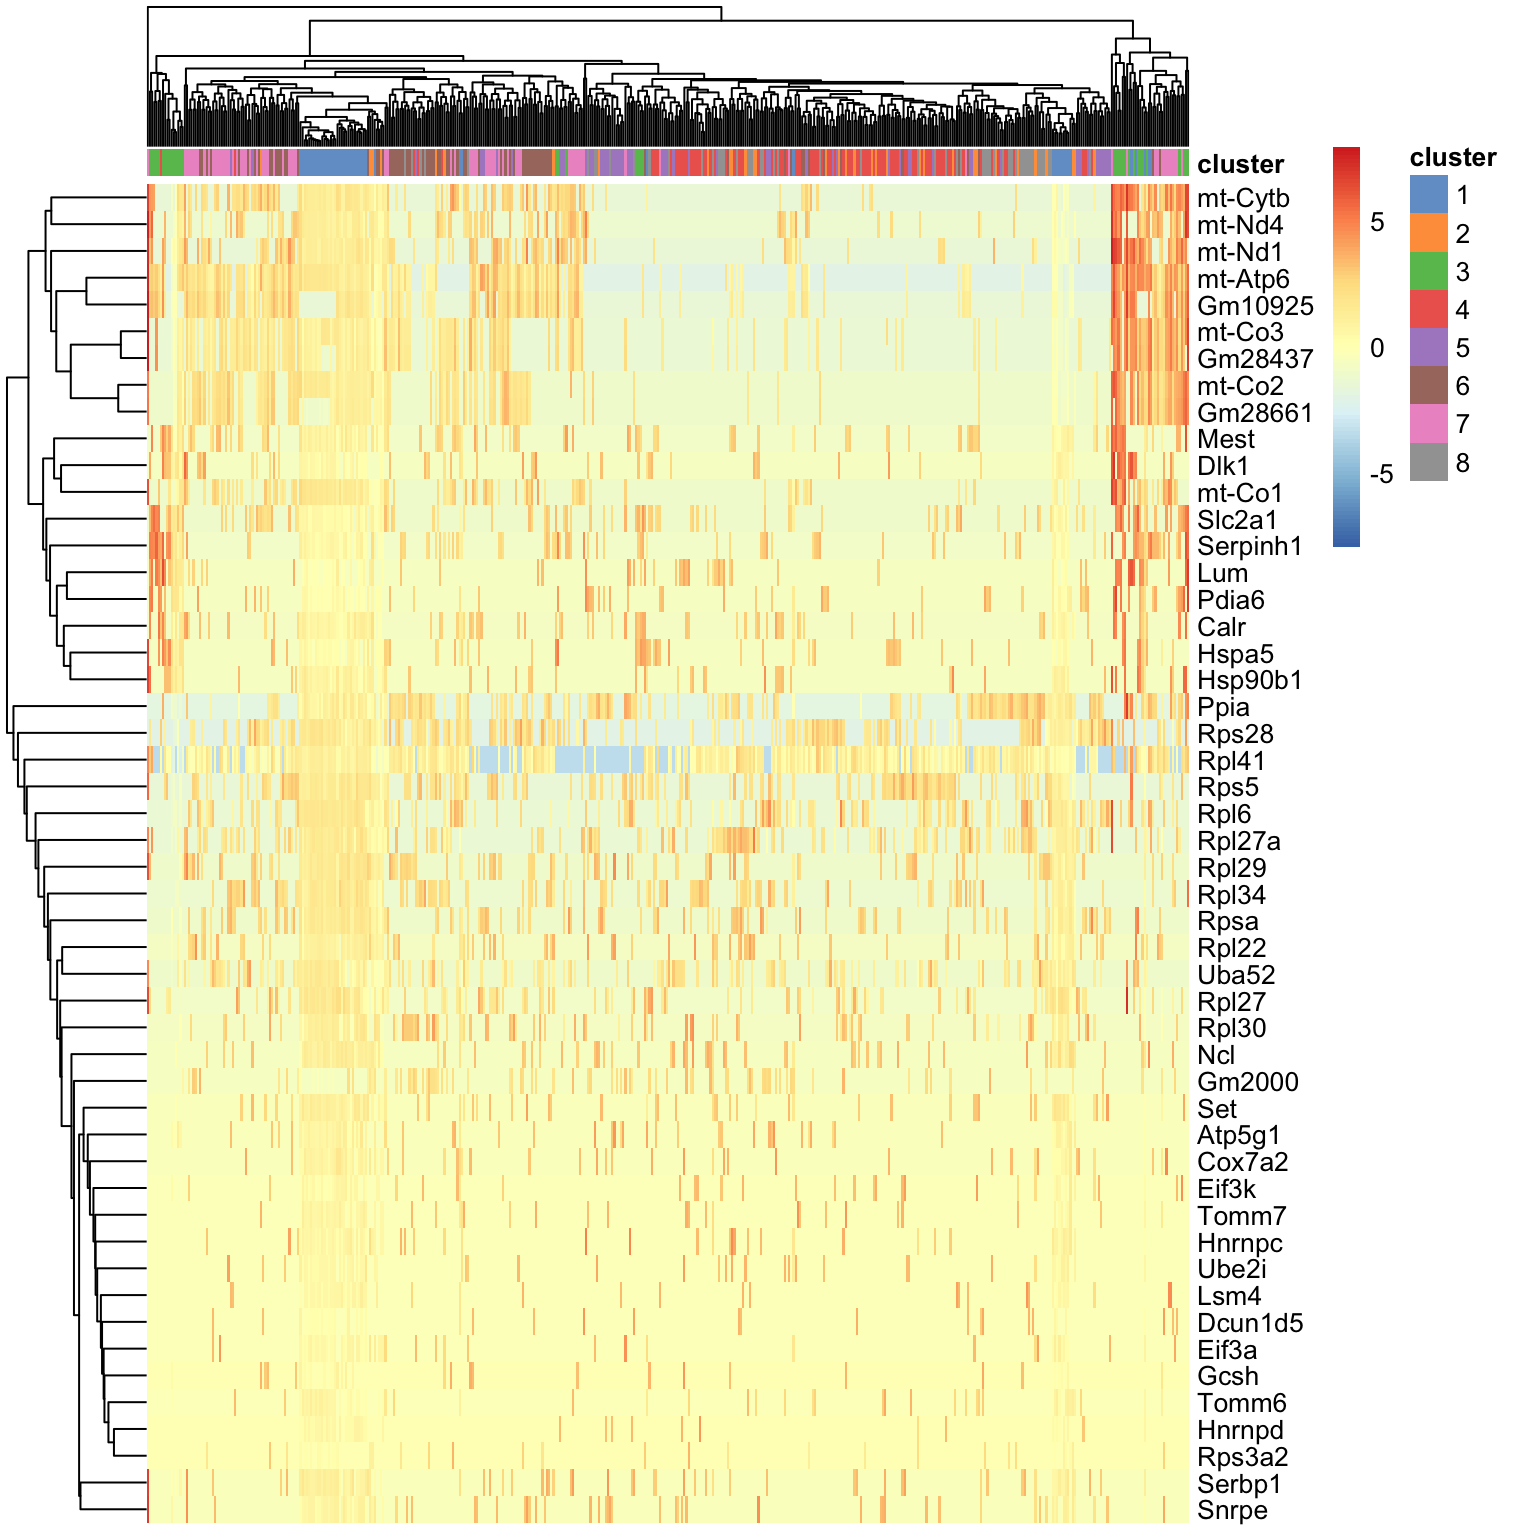 cluster
mt-Cytb
mt-Nd4
mt-Nd1
mt-Atp6
Gm10925
mt-Co3
Gm28437
mt-Co2
Gm28661
Mest
Dlk1
mt-Co1
Slc2a1
Serpinh1
Lum
Pdia6
Calr
Hspa5
Hsp90b1
Ppia
Rps28
Rpl41
Rps5
Rpl6
Rpl27a
Rpl29
Rpl34
Rpsa
Rpl22
Uba52
Rpl27
Rpl30
Ncl
Gm2000
Set
Atp5g1
Cox7a2
Eif3k
Tomm7
Hnrnpc
Ube2i
Lsm4
Dcun1d5
Eif3a
Gcsh
Tomm6
Hnrnpd
Rps3a2
Serbp1
Snrpe
5
0
-5
cluster
1
2
3
4
5
6
7
8